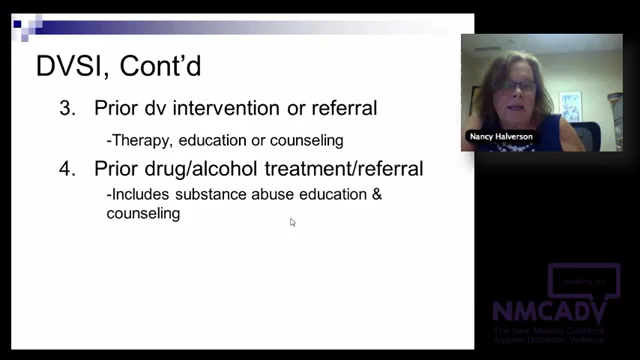 DVSI, Cont’d
3. Prior dv intervention or referral
-Therapy, education or counseling
4. Prior drug/alcohol treatment/referral
-Includes substance abuse education &
counseling
Nancy Halverson
NMCADV
The New Mexico Coalition
Against Domestic Violence